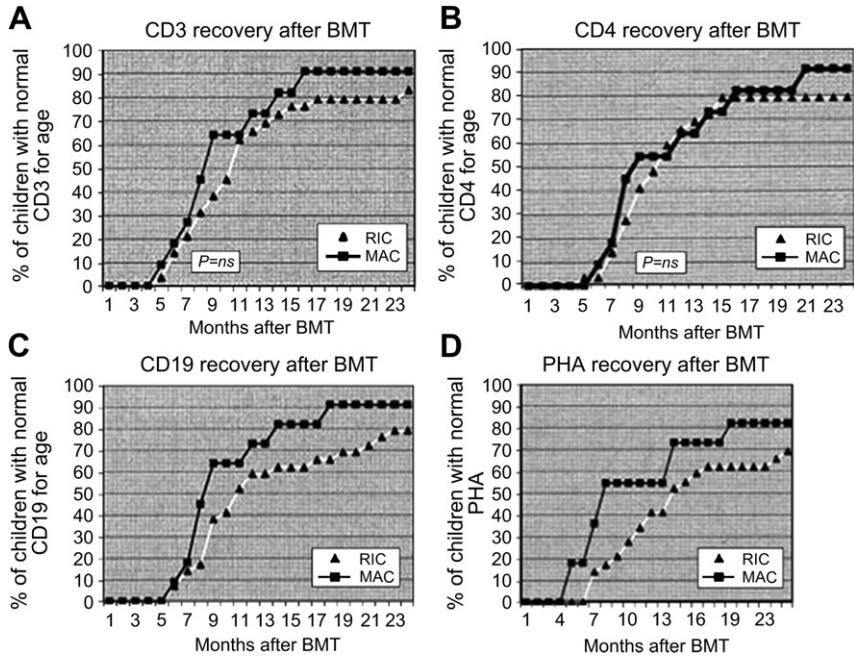 A
CD3 recovery after BMT
% of children with normal
CD3 for age
100
90
80
70
60
50
40
30
20
10
0
RIC
MAC
P=ns
1 3 5 7 9 11 13 15 17 19 21 23
Months after BMT
B
CD4 recovery after BMT
% of children with normal
CD4 for age
100
90
80
70
60
50
40
30
20
10
0
RIC
MAC
P=ns
1 3 5 7 9 11 13 15 17 19 21 23
Months after BMT
C
CD19 recovery after BMT
% of children with normal
CD19 for age
100
90
80
70
60
50
40
30
20
10
0
RIC
MAC
1 3 5 7 9 11 13 15 17 19 21 23
Months after BMT
D
PHA recovery after BMT
% of children with normal
PHA
100
90
80
70
60
50
40
30
20
10
0
RIC
MAC
1 4 7 10 13 16 19 23
Months after BMT